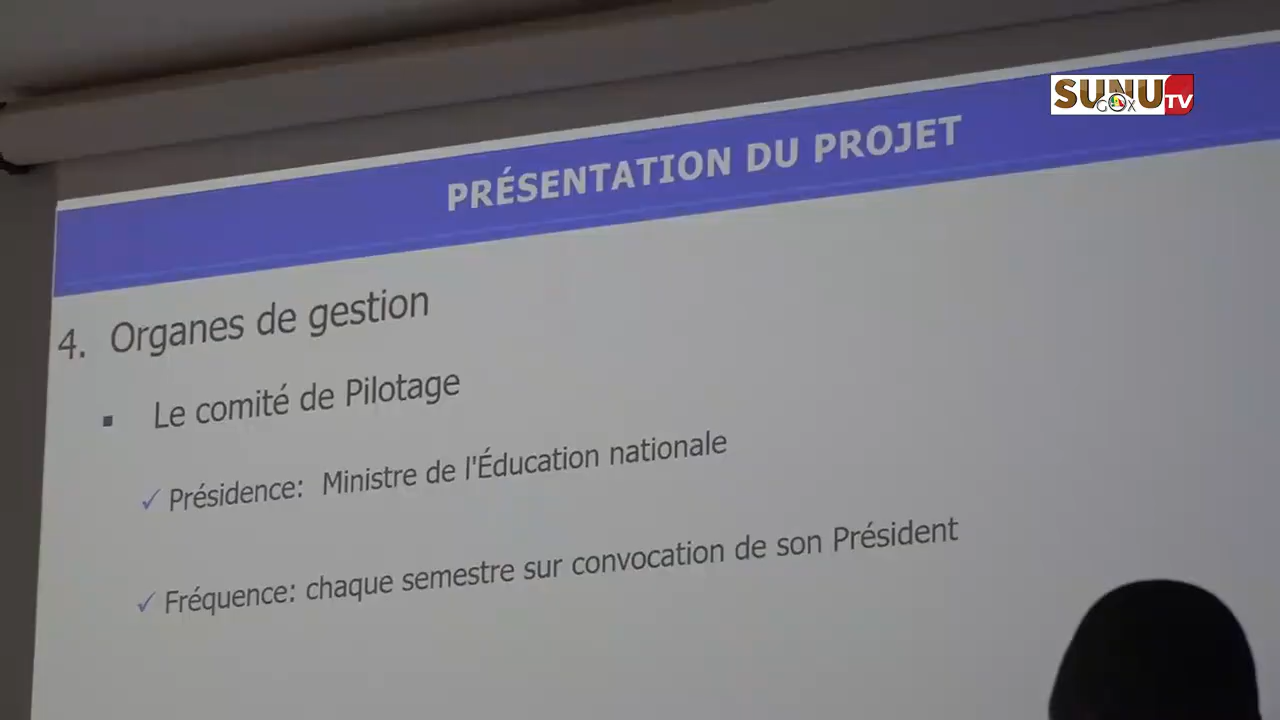 SUNU
GOX
TV
PRÉSENTATION DU PROJET
4. Organes de gestion
▪ Le comité de Pilotage
✓ Présidence: Ministre de l'Éducation nationale
✓ Fréquence: chaque semestre sur convocation de son Président